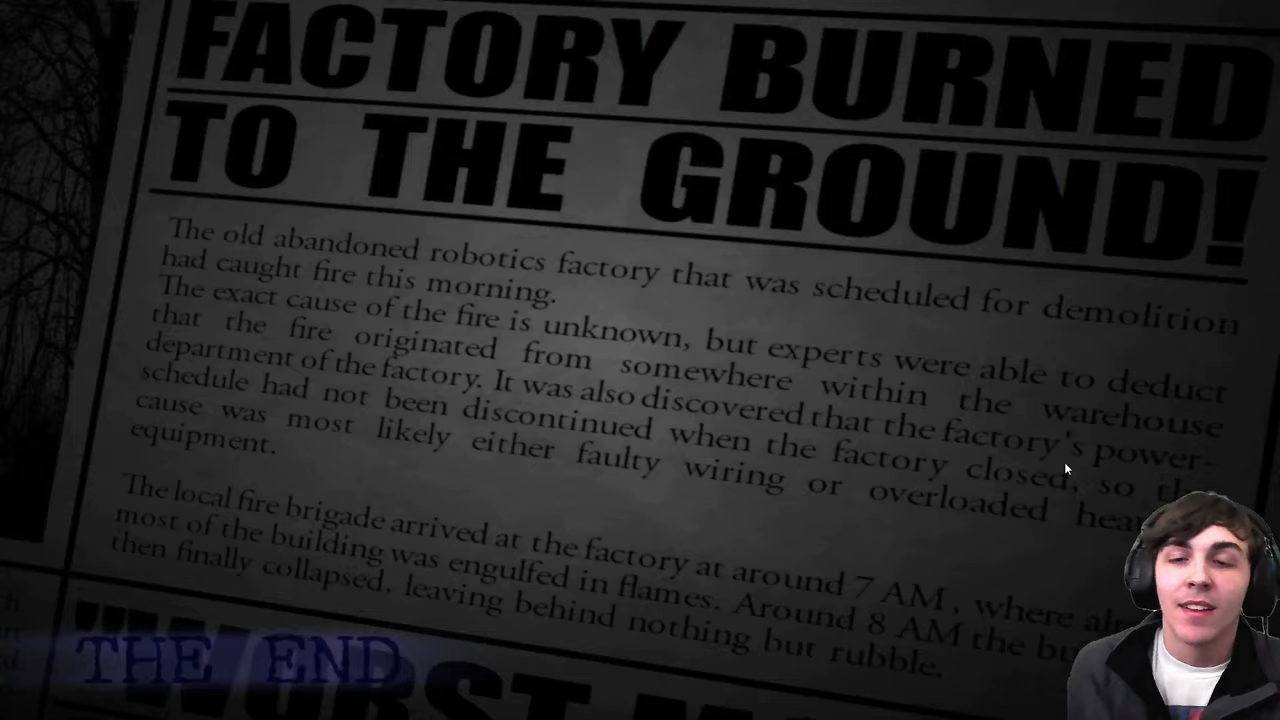 FACTORY BURNED
TO THE GROUND!
The old abandoned robotics factory that was scheduled for demolition
had caught fire this morning.
The exact cause of the fire is unknown, but experts were able to deduct
that the fire originated from somewhere within the warehouse
department of the factory. It was also discovered that the factory's power-
schedule had not been discontinued when the factory closed, so
cause was most likely either faulty wiring or overloaded
equipment.
The local fire brigade arrived at the factory at around 7 AM, where
most of the building was engulfed in flames. Around 8 AM the
then finally collapsed, leaving behind nothing but rubble.
THE END
"WORST